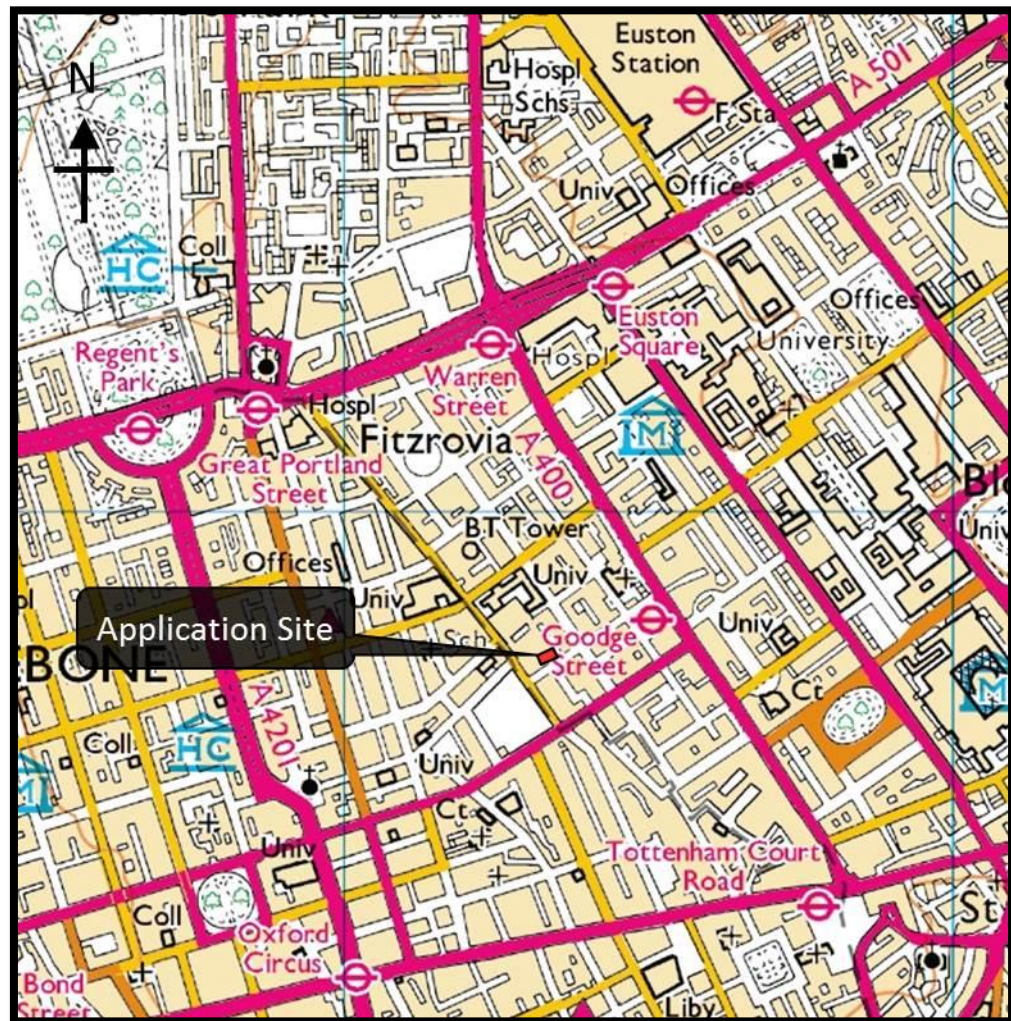 Euston
Station
Hospl
Schs
N
F Sta
A 501
Univ
Offices
HC
Coll
Offices
Euston
Square
University
Regent's
Park
Warren
Street
Hospl
Hospl
M
Fitzrovia
A 400
Great Portland
Street
BT Tower
Univ
Offices
Univ
Univ
Application Site
Sch
Goodge
Street
Univ
BONE
M
Ct
A 4201
HC
Coll
Univ
Ct
Tottenham Court
Road
Univ
Coll
Oxford
Circus
St
Bond
Street
Liby